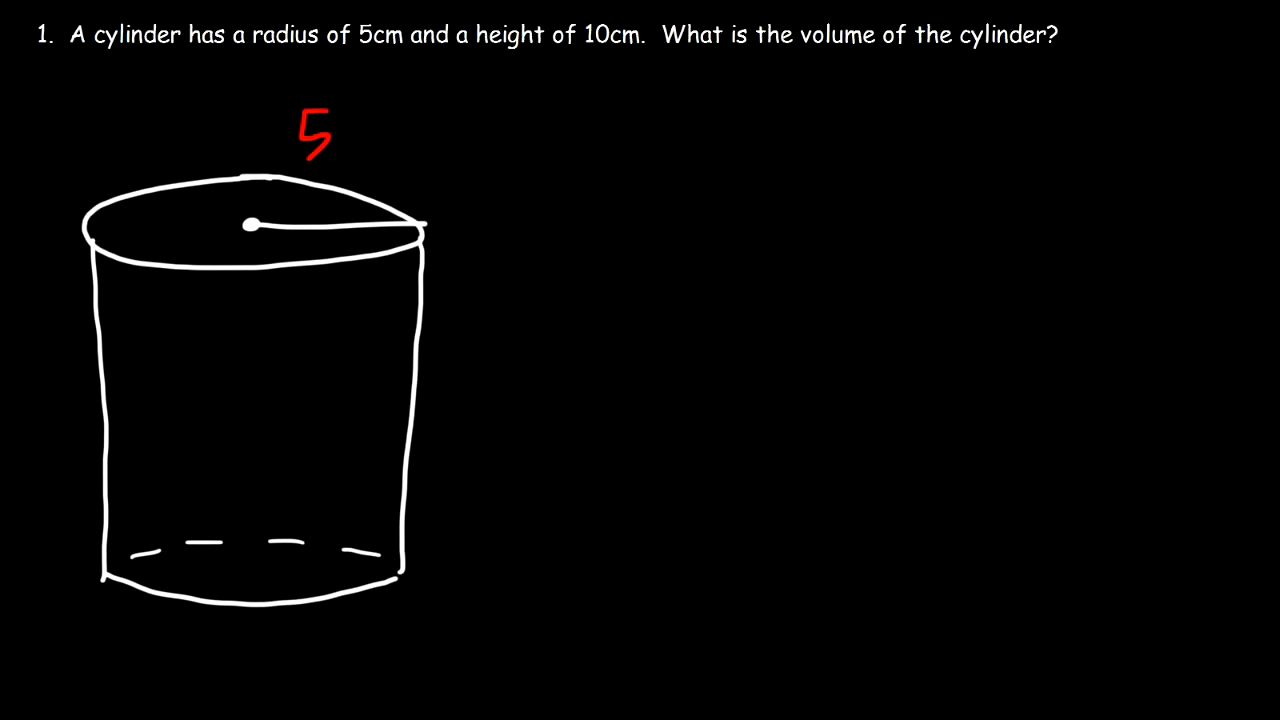 1. A cylinder has a radius of 5cm and a height of 10cm. What is the volume of the cylinder?
5